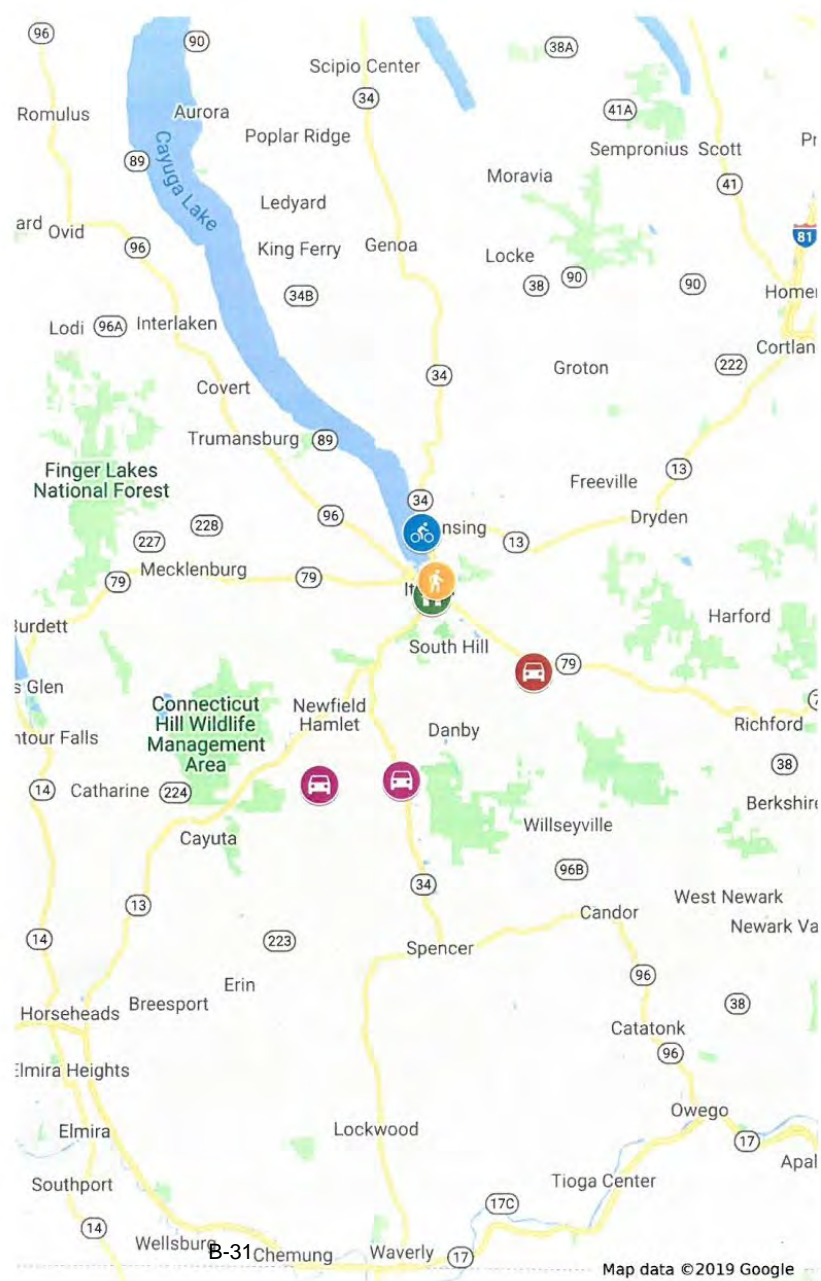 96
90
38A
Scipio Center
34
Romulus
Aurora
41A
Poplar Ridge
Sempronius
Scott
Cayuga Lake
89
Moravia
41
Ledyard
ard
Ovid
81
96
King Ferry
Genoa
Locke
38
90
90
34B
Homer
Lodi
96A
Interlaken
Cortlan
222
Groton
34
Covert
Trumansburg
89
Finger Lakes
National Forest
13
Freeville
34
96
228
Dryden
nsing
13
227
Mecklenburg
79
79
It
Harford
Burdett
South Hill
79
s Glen
Connecticut
Hill Wildlife
Management
Area
Newfield
Hamlet
Danby
Richford
ntour Falls
38
14
Catharine
224
Berkshire
Willseyville
Cayuta
96B
34
West Newark
13
Candor
Newark Va
14
223
Spencer
96
Erin
Breesport
38
Horseheads
Catatonk
96
Elmira Heights
Owego
Elmira
Lockwood
17
Apal
Southport
Tioga Center
17C
14
Wellsburg
B-31
Chemung
Waverly
17
Map data ©2019 Google